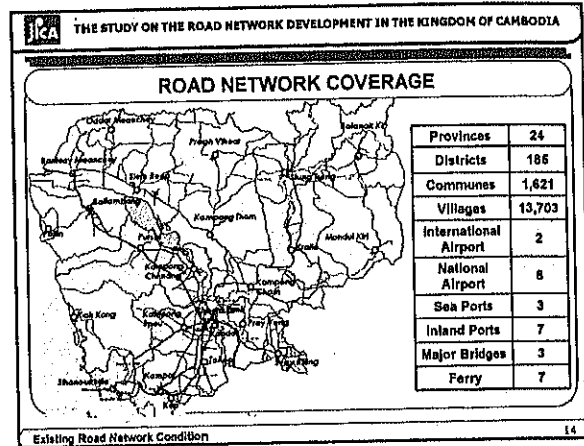 JICA THE STUDY ON THE ROAD NETWORK DEVELOPMENT IN THE KINGDOM OF CAMBODIA
ROAD NETWORK COVERAGE
Oddar Meanchey
Preah Vihear
Ratanak Kiri
Banteay Meanchey
Siem Reap
Stung Treng
Battambang
Kampong Thom
Mondul Kiri
Pailin
Pursat
Kratie
Kampong
Chhnang
Kampong
Cham
Koh Kong
Kampong
Speu
Phnom Penh
Kandal
Prey Veng
Takeo
Svay Rieng
Sihanoukville
Kampot
Kep
Provinces 24
Districts 185
Communes 1,621
Villages 13,703
International
Airport 2
National
Airport 8
Sea Ports 3
Inland Ports 7
Major Bridges 3
Ferry 7
Existing Road Network Condition 14